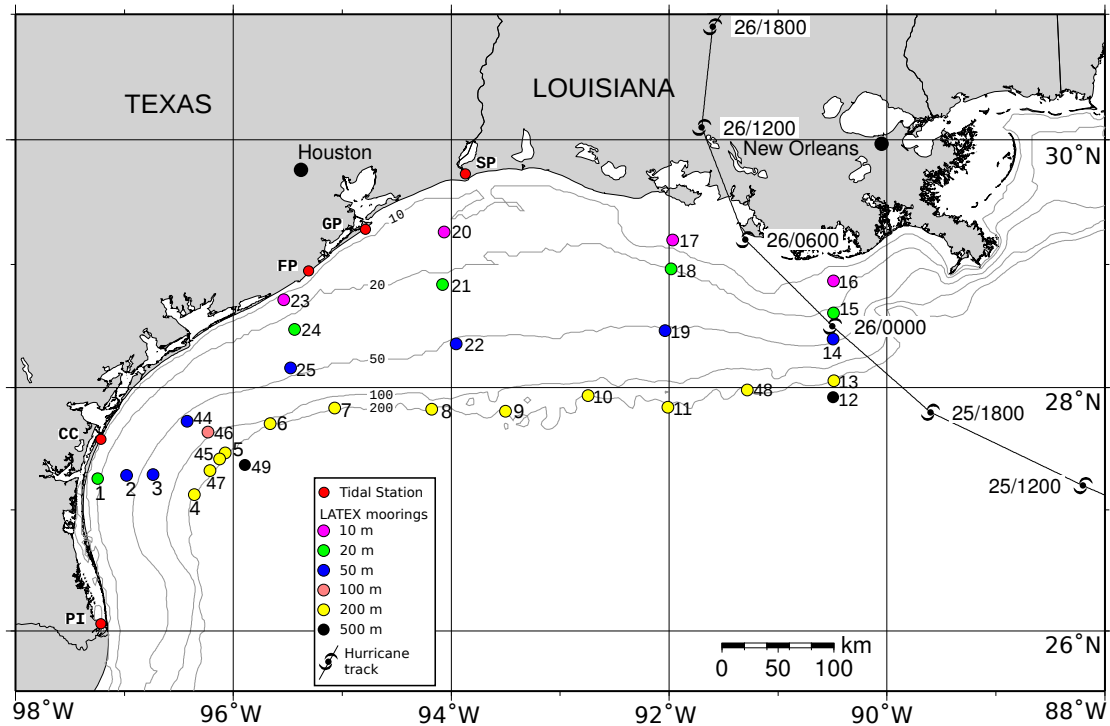 26/1800
LOUISIANA
TEXAS
26/1200
Houston
New Orleans
30°N
SP
10
GP
20
17
26/0600
FP
18
21
20
16
23
15
24
26/0000
19
22
14
50
25
28°N
100
13
48
10
12
200
7
8
9
11
25/1800
44
6
46
CC
45
5
49
47
25/1200
1
2
3
4
Tidal Station
LATEX moorings
10 m
20 m
50 m
100 m
200 m
500 m
Hurricane
track
PI
26°N
km
0
50
100
98°W
96°W
94°W
92°W
90°W
88°W